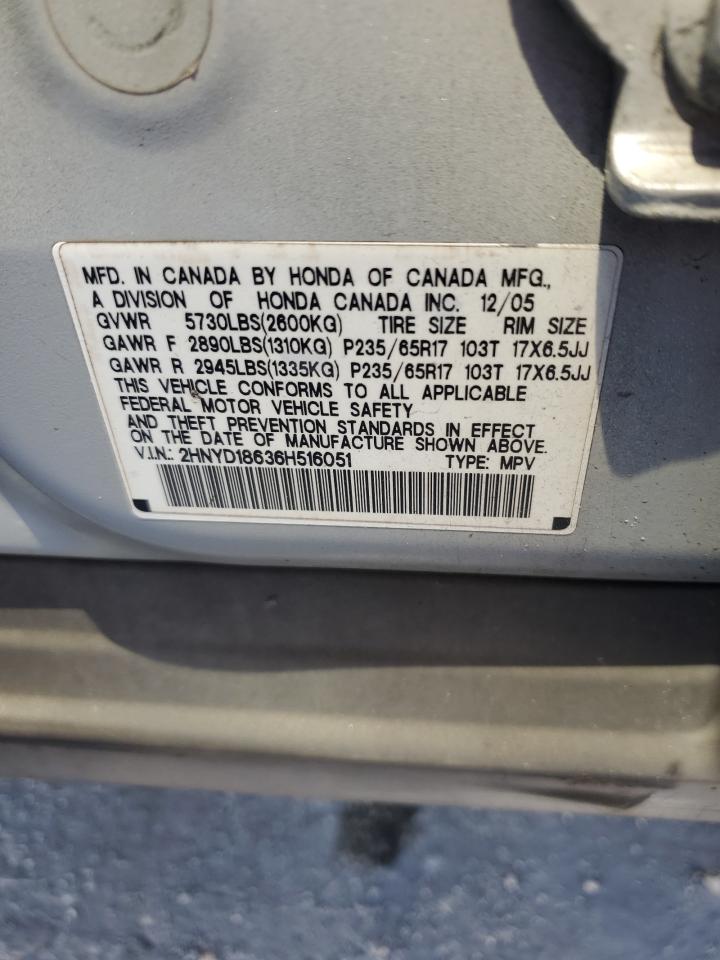 MFD. IN CANADA BY HONDA OF CANADA MFG.,
A DIVISION OF HONDA CANADA INC. 12/05
GVWR 5730LBS(2600KG) TIRE SIZE RIM SIZE
GAWR F 2890LBS(1310KG) P235/65R17 103T 17X6.5JJ
GAWR R 2945LBS(1335KG) P235/65R17 103T 17X6.5JJ
THIS VEHICLE CONFORMS TO ALL APPLICABLE
FEDERAL MOTOR VEHICLE SAFETY
AND THEFT PREVENTION STANDARDS IN EFFECT
ON THE DATE OF MANUFACTURE SHOWN ABOVE.
V.I.N.: 2HNYD18636H516051 TYPE: MPV